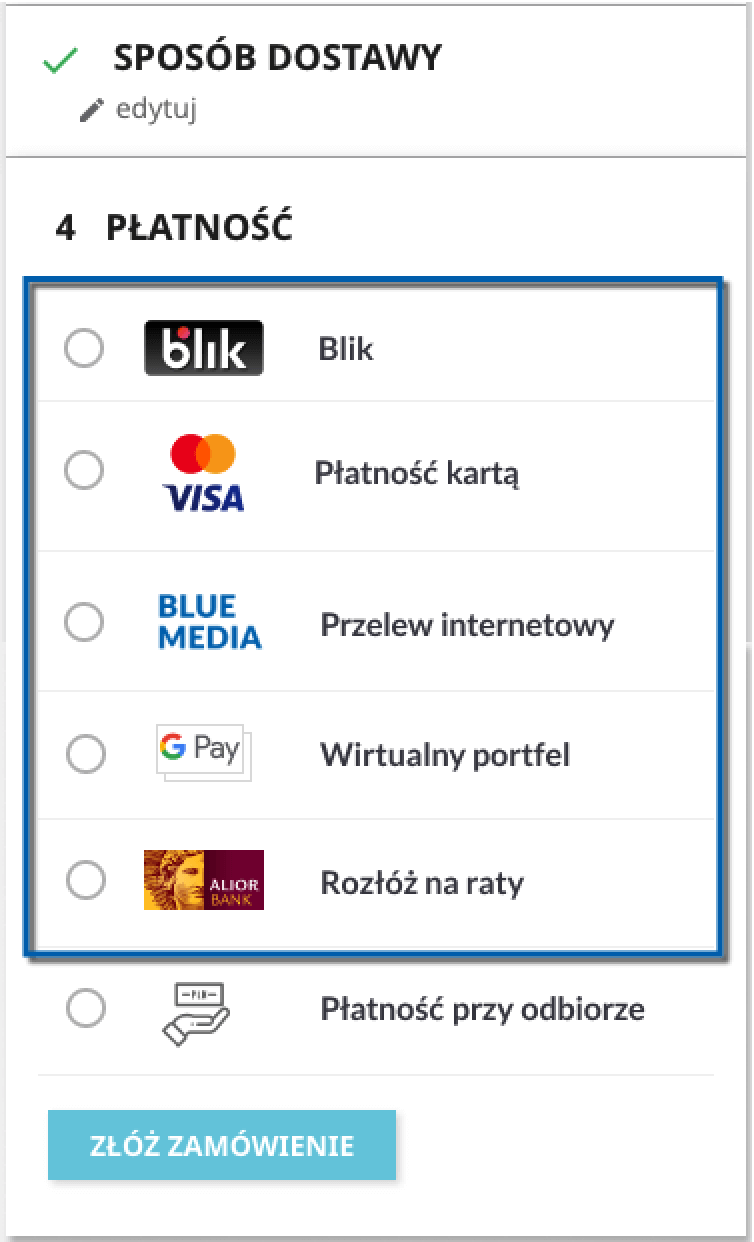 SPOSÓB DOSTAWY
edytuj
4 PŁATNOŚĆ
blik Blik
VISA Płatność kartą
BLUE
MEDIA Przelew internetowy
G Pay Wirtualny portfel
ALIOR
BANK Rozłóż na raty
PLN Płatność przy odbiorze
ZŁÓŻ ZAMÓWIENIE